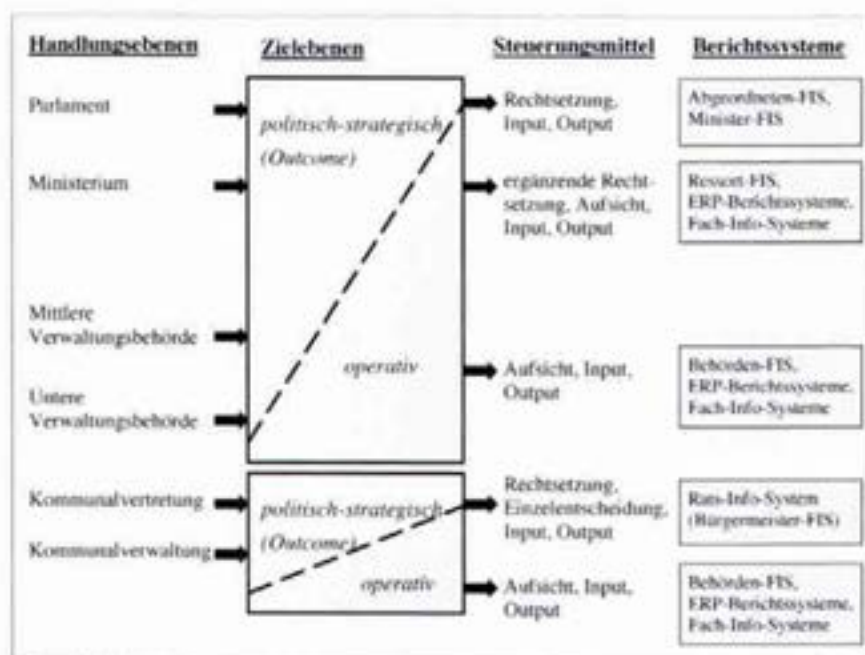 Handlungsebenen
Zielebenen
Steuerungsmittel
Berichtssysteme
Parlament
politisch-strategisch
(Outcome)
Rechtsetzung,
Input, Output
Abgeordneten-FIS,
Minister-FIS
Ministerium
ergänzende Recht-
setzung, Aufsicht,
Input, Output
Ressort-FIS,
ERP-Berichtssysteme,
Fach-Info-Systeme
Mittlere
Verwaltungsbehörde
operativ
Aufsicht, Input,
Output
Behörden-FIS,
ERP-Berichtssysteme,
Fach-Info-Systeme
Untere
Verwaltungsbehörde
Kommunalvertretung
politisch-strategisch
(Outcome)
Rechtsetzung,
Einzelentscheidung,
Input, Output
Rats-Info-System
(Bürgermeister-FIS)
Kommunalverwaltung
operativ
Aufsicht, Input,
Output
Behörden-FIS,
ERP-Berichtssysteme,
Fach-Info-Systeme